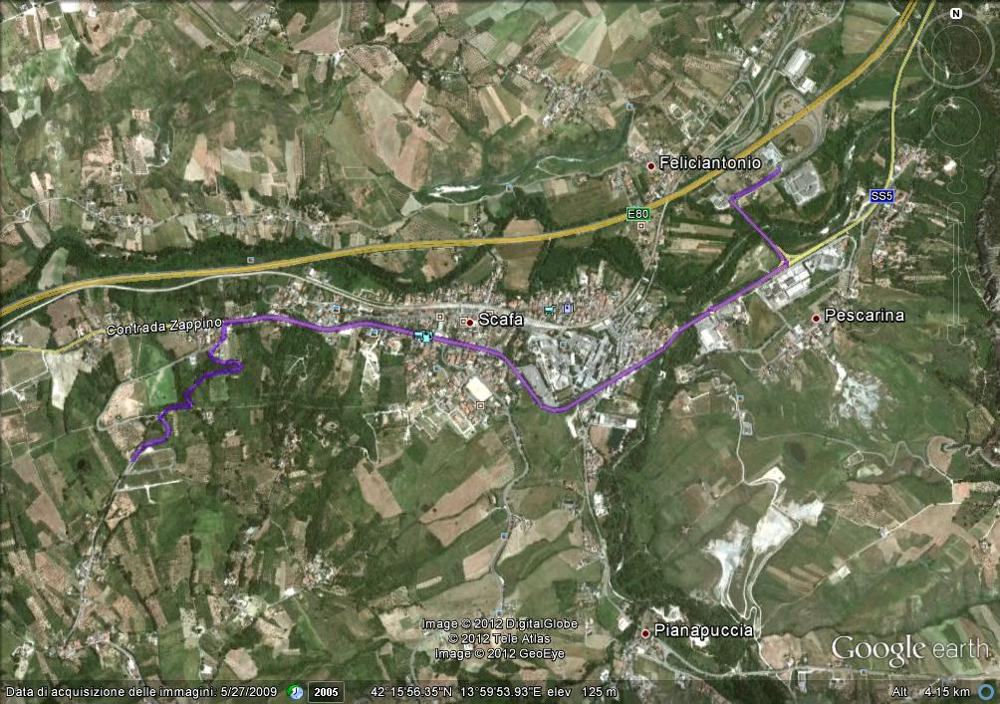 N
Feliciantonio
SS5
E80
Contrada Zappino
Scafa
Pescarina
Image © 2012 DigitalGlobe
© 2012 Tele Atlas
Image © 2012 GeoEye
Pianapuccia
Google earth
Data di acquisizione delle immagini: 5/27/2009
2005
42°15'56.35"N 13°59'53.93"E elev 125 m
Alt 4.15 km